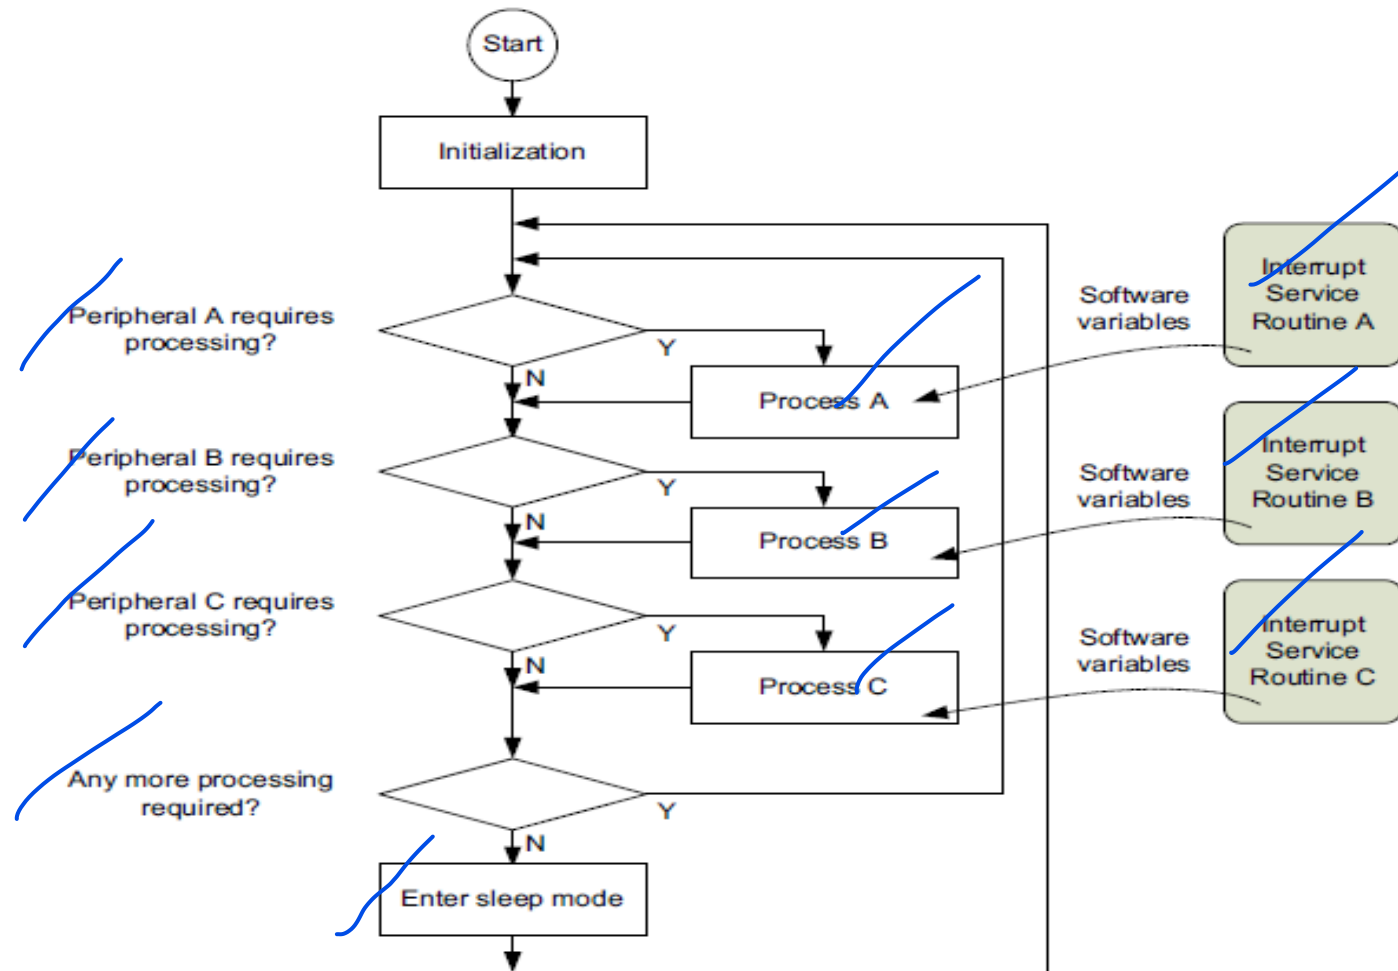 Start
Initialization
Peripheral A requires
processing?
Y
N
Process A
Software
variables
Interrupt
Service
Routine A
Peripheral B requires
processing?
Y
N
Process B
Software
variables
Interrupt
Service
Routine B
Peripheral C requires
processing?
Y
N
Process C
Software
variables
Interrupt
Service
Routine C
Any more processing
required?
Y
N
Enter sleep mode